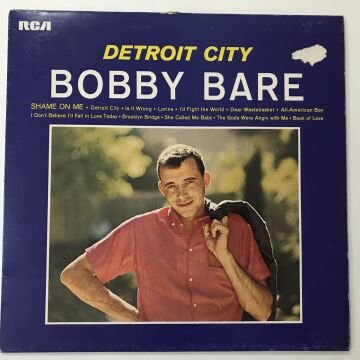 RCA
DETROIT CITY
BOBBY BARE
SHAME ON ME • Detroit City • Is It Wrong • Lorina • I'd Fight the World • Dear Wastebasket • All-American Boy
I Don't Believe I'll Fall in Love Today • Brooklyn Bridge • She Called Me Baby • The Gods Were Angry with Me • Book of Love